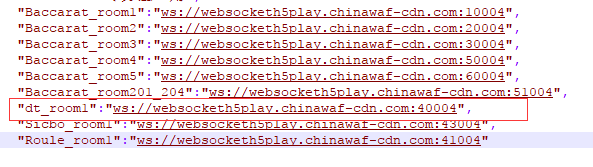 "Baccarat_room1":"ws://websocketh5play.chinawaf-cdn.com:10004",
"Baccarat_room2":"ws://websocketh5play.chinawaf-cdn.com:20004",
"Baccarat_room3":"ws://websocketh5play.chinawaf-cdn.com:30004",
"Baccarat_room4":"ws://websocketh5play.chinawaf-cdn.com:50004",
"Baccarat_room5":"ws://websocketh5play.chinawaf-cdn.com:60004",
"Baccarat_room201_204":"ws://websocketh5play.chinawaf-cdn.com:51004",
"dt_room1":"ws://websocketh5play.chinawaf-cdn.com:40004",
"Sicbo_room1":"ws://websocketh5play.chinawaf-cdn.com:43004",
"Roule_room1":"ws://websocketh5play.chinawaf-cdn.com:41004"